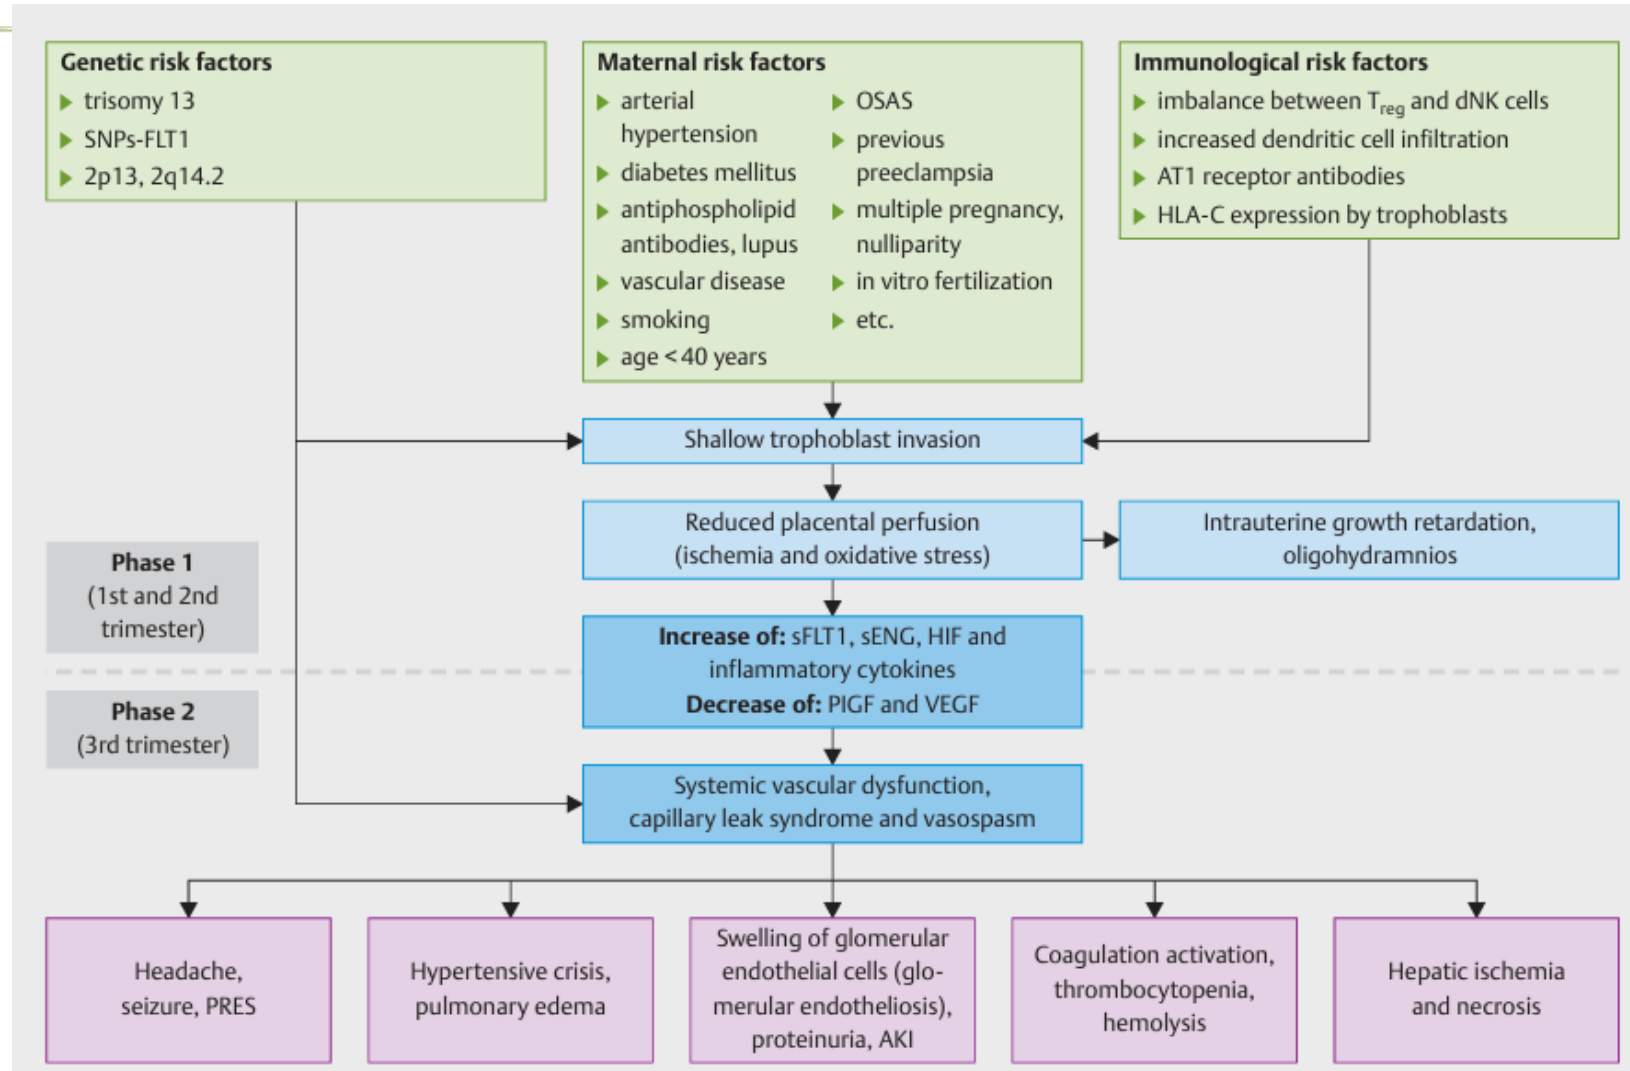 Genetic risk factors
▶ trisomy 13
▶ SNPs-FLT1
▶ 2p13, 2q14.2
Maternal risk factors
▶ arterial
hypertension
▶ diabetes mellitus
▶ antiphospholipid
antibodies, lupus
▶ vascular disease
▶ smoking
▶ age < 40 years
▶ OSAS
▶ previous
preeclampsia
▶ multiple pregnancy,
nulliparity
▶ in vitro fertilization
▶ etc.
Immunological risk factors
▶ imbalance between Treg and dNK cells
▶ increased dendritic cell infiltration
▶ AT1 receptor antibodies
▶ HLA-C expression by trophoblasts
Shallow trophoblast invasion
Reduced placental perfusion
(ischemia and oxidative stress)
Intrauterine growth retardation,
oligohydramnios
Phase 1
(1st and 2nd
trimester)
Increase of: sFLT1, sENG, HIF and
inflammatory cytokines
Decrease of: PlGF and VEGF
Phase 2
(3rd trimester)
Systemic vascular dysfunction,
capillary leak syndrome and vasospasm
Headache,
seizure, PRES
Hypertensive crisis,
pulmonary edema
Swelling of glomerular
endothelial cells (glo-
merular endotheliosis),
proteinuria, AKI
Coagulation activation,
thrombocytopenia,
hemolysis
Hepatic ischemia
and necrosis